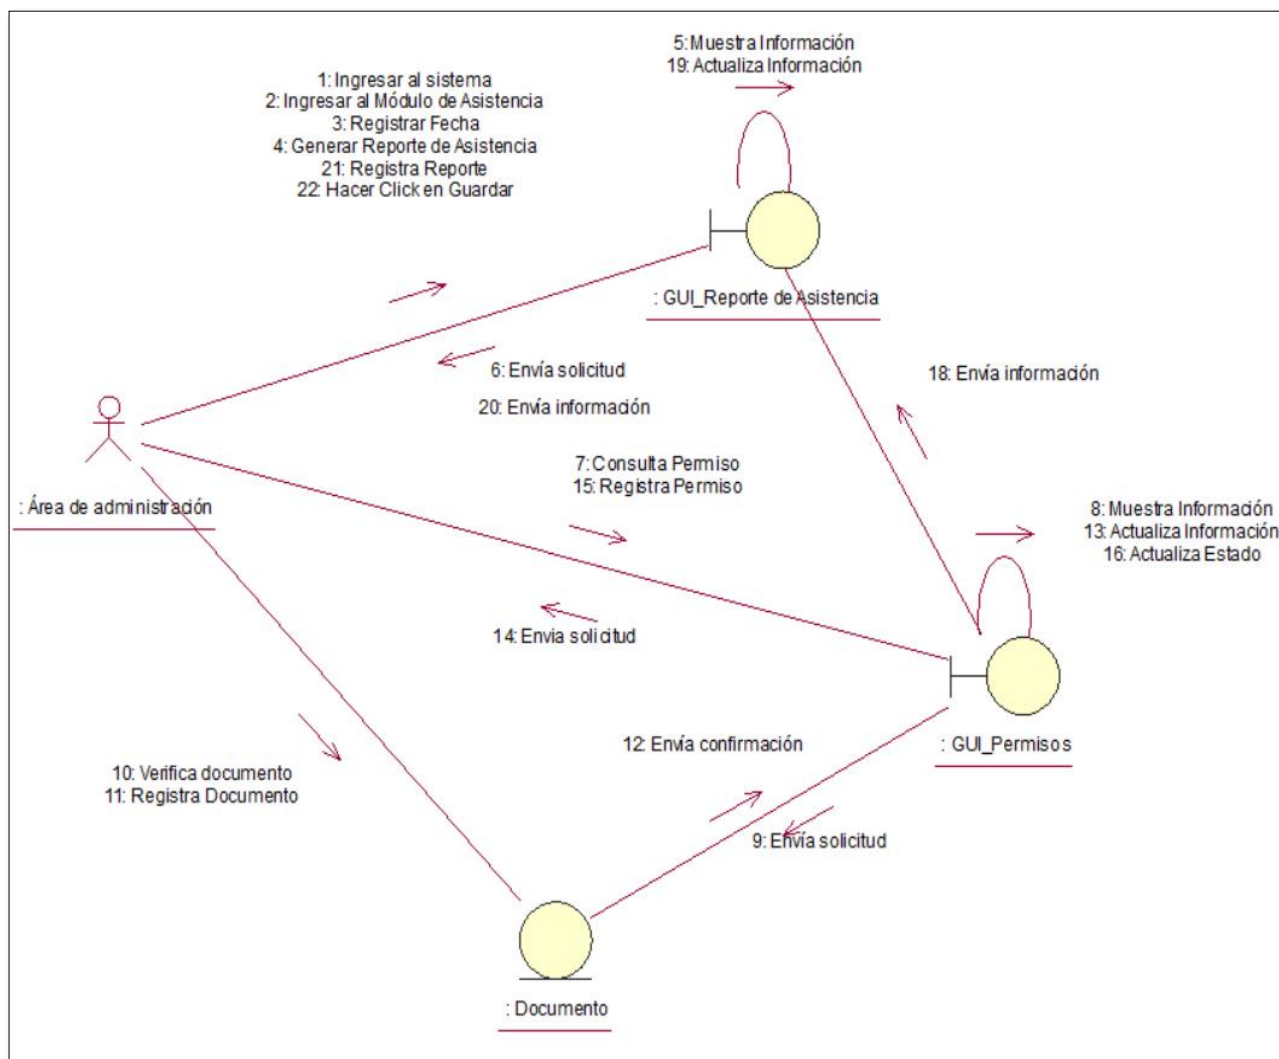 5: Muestra Información
19: Actualiza Información
1: Ingresar al sistema
2: Ingresar al Módulo de Asistencia
3: Registrar Fecha
4: Generar Reporte de Asistencia
21: Registra Reporte
22: Hacer Click en Guardar
: GUI_Reporte de Asistencia
6: Envía solicitud
20: Envía información
18: Envía información
7: Consulta Permiso
15: Registra Permiso
: Área de administración
8: Muestra Información
13: Actualiza Información
16: Actualiza Estado
14: Envia solicitud
12: Envía confirmación
: GUI_Permisos
10: Verifica documento
11: Registra Documento
9: Envía solicitud
: Documento